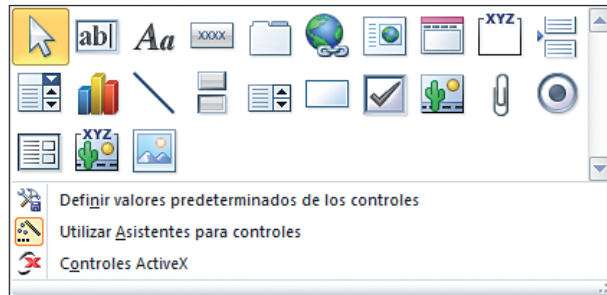 ab Aa XXXX XYZ
XYZ
Definir valores predeterminados de los controles
Utilizar Asistentes para controles
Controles ActiveX